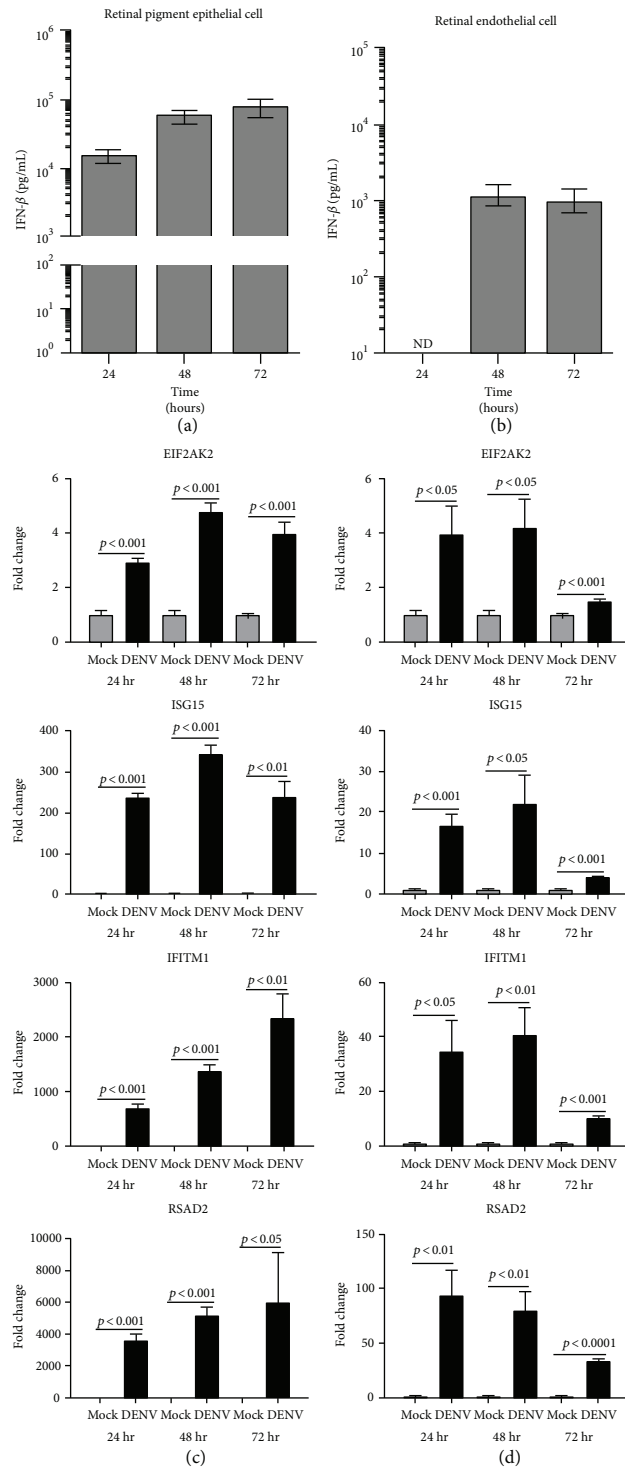 Retinal pigment epithelial cell
10^6
10^5
10^4
10^3
10^2
10^1
10^0
IFN-β (pg/mL)
24 48 72
Time
(hours)
(a)
Retinal endothelial cell
10^5
10^4
10^3
10^2
10^1
IFN-β (pg/mL)
ND
24 48 72
Time
(hours)
(b)
EIF2AK2
6
4
2
0
Fold change
p < 0.001
p < 0.001
p < 0.001
Mock DENV Mock DENV Mock DENV
24 hr 48 hr 72 hr
EIF2AK2
6
4
2
0
Fold change
p < 0.05
p < 0.05
p < 0.001
Mock DENV Mock DENV Mock DENV
24 hr 48 hr 72 hr
ISG15
400
300
200
100
0
Fold change
p < 0.001
p < 0.001
p < 0.01
Mock DENV Mock DENV Mock DENV
24 hr 48 hr 72 hr
ISG15
40
30
20
10
0
Fold change
p < 0.001
p < 0.05
p < 0.001
Mock DENV Mock DENV Mock DENV
24 hr 48 hr 72 hr
IFITM1
3000
2000
1000
0
Fold change
p < 0.001
p < 0.001
p < 0.01
Mock DENV Mock DENV Mock DENV
24 hr 48 hr 72 hr
IFITM1
60
40
20
0
Fold change
p < 0.05
p < 0.01
p < 0.001
Mock DENV Mock DENV Mock DENV
24 hr 48 hr 72 hr
RSAD2
10000
8000
6000
4000
2000
0
Fold change
p < 0.001
p < 0.001
p < 0.05
Mock DENV Mock DENV Mock DENV
24 hr 48 hr 72 hr
(c)
RSAD2
150
100
50
0
Fold change
p < 0.01
p < 0.01
p < 0.0001
Mock DENV Mock DENV Mock DENV
24 hr 48 hr 72 hr
(d)